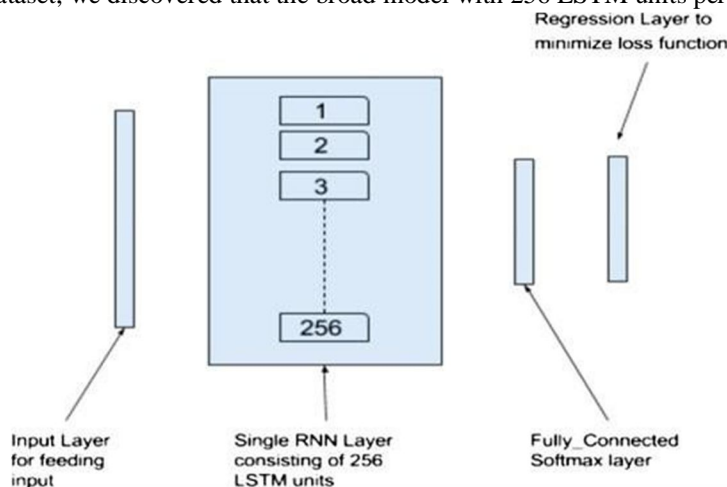 dataset, we discovered that the broad model with 256 LSTM units per
Regression Layer to
minimize loss function
1
2
3
256
Input Layer
for feeding
input
Single RNN Layer
consisting of 256
LSTM units
Fully_Connected
Softmax layer